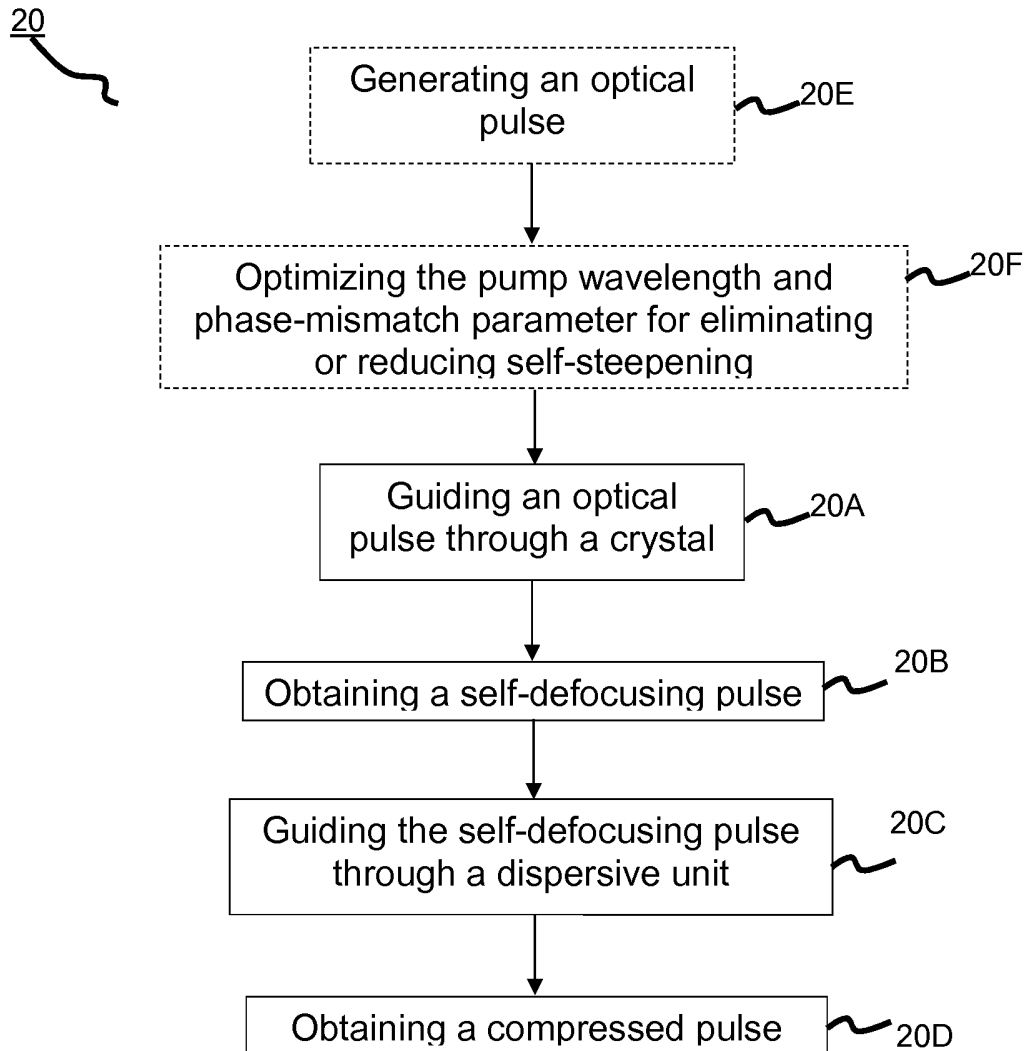 20
Generating an optical
pulse
20E
Optimizing the pump wavelength and
phase-mismatch parameter for eliminating
or reducing self-steepening
20F
Guiding an optical
pulse through a crystal
20A
Obtaining a self-defocusing pulse
20B
Guiding the self-defocusing pulse
through a dispersive unit
20C
Obtaining a compressed pulse
20D